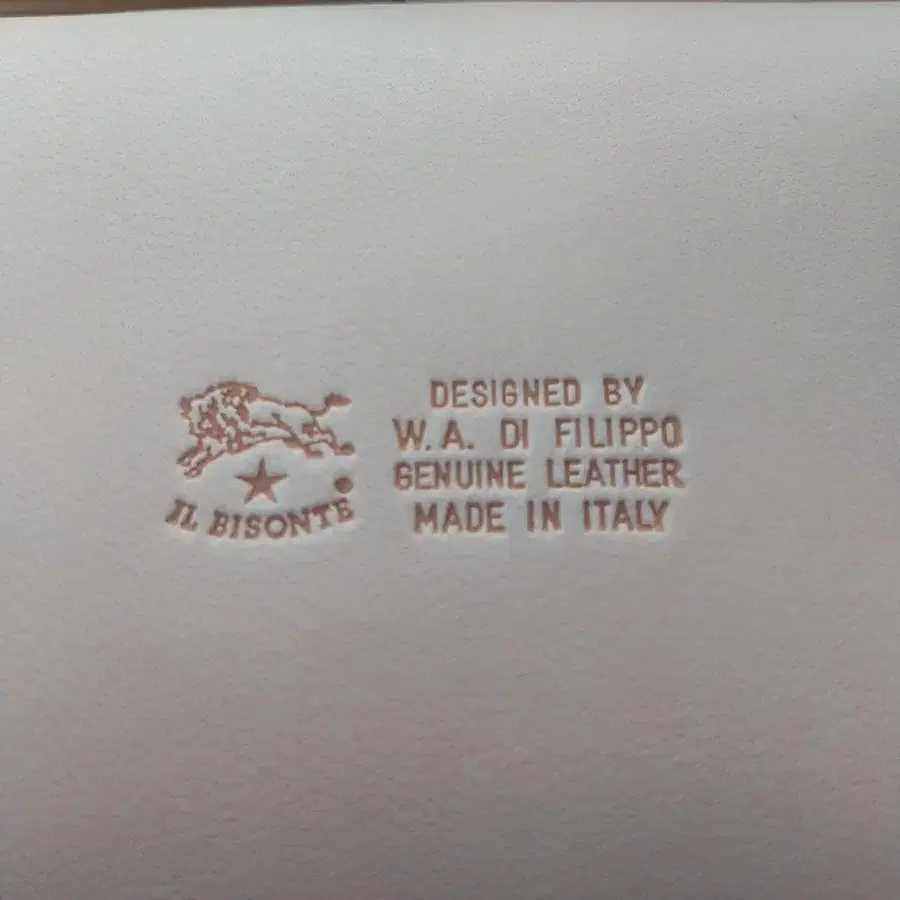 IL BISONTE
DESIGNED BY
W.A. DI FILIPPO
GENUINE LEATHER
MADE IN ITALY